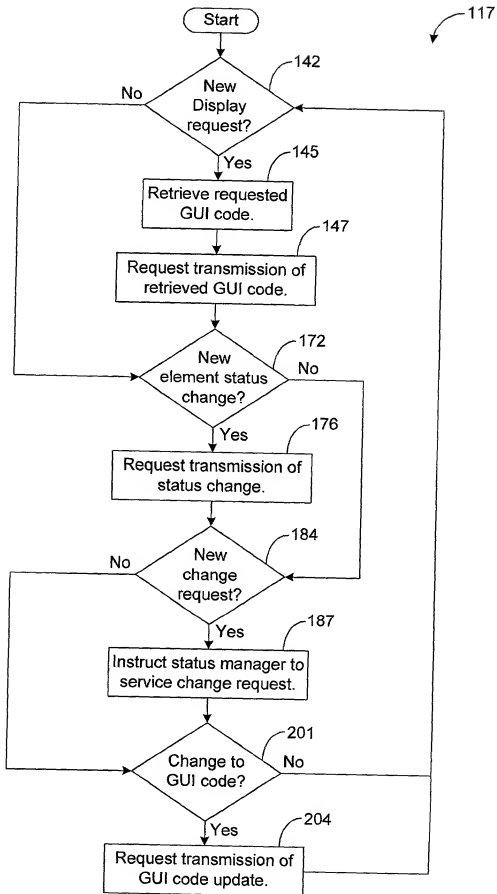 Start
117
142
New
Display
request?
No
Yes
145
Retrieve requested
GUI code.
147
Request transmission of
retrieved GUI code.
172
New
element status
change?
No
Yes
176
Request transmission of
status change.
184
New
change
request?
No
Yes
187
Instruct status manager to
service change request.
201
Change to
GUI code?
No
Yes
204
Request transmission of
GUI code update.